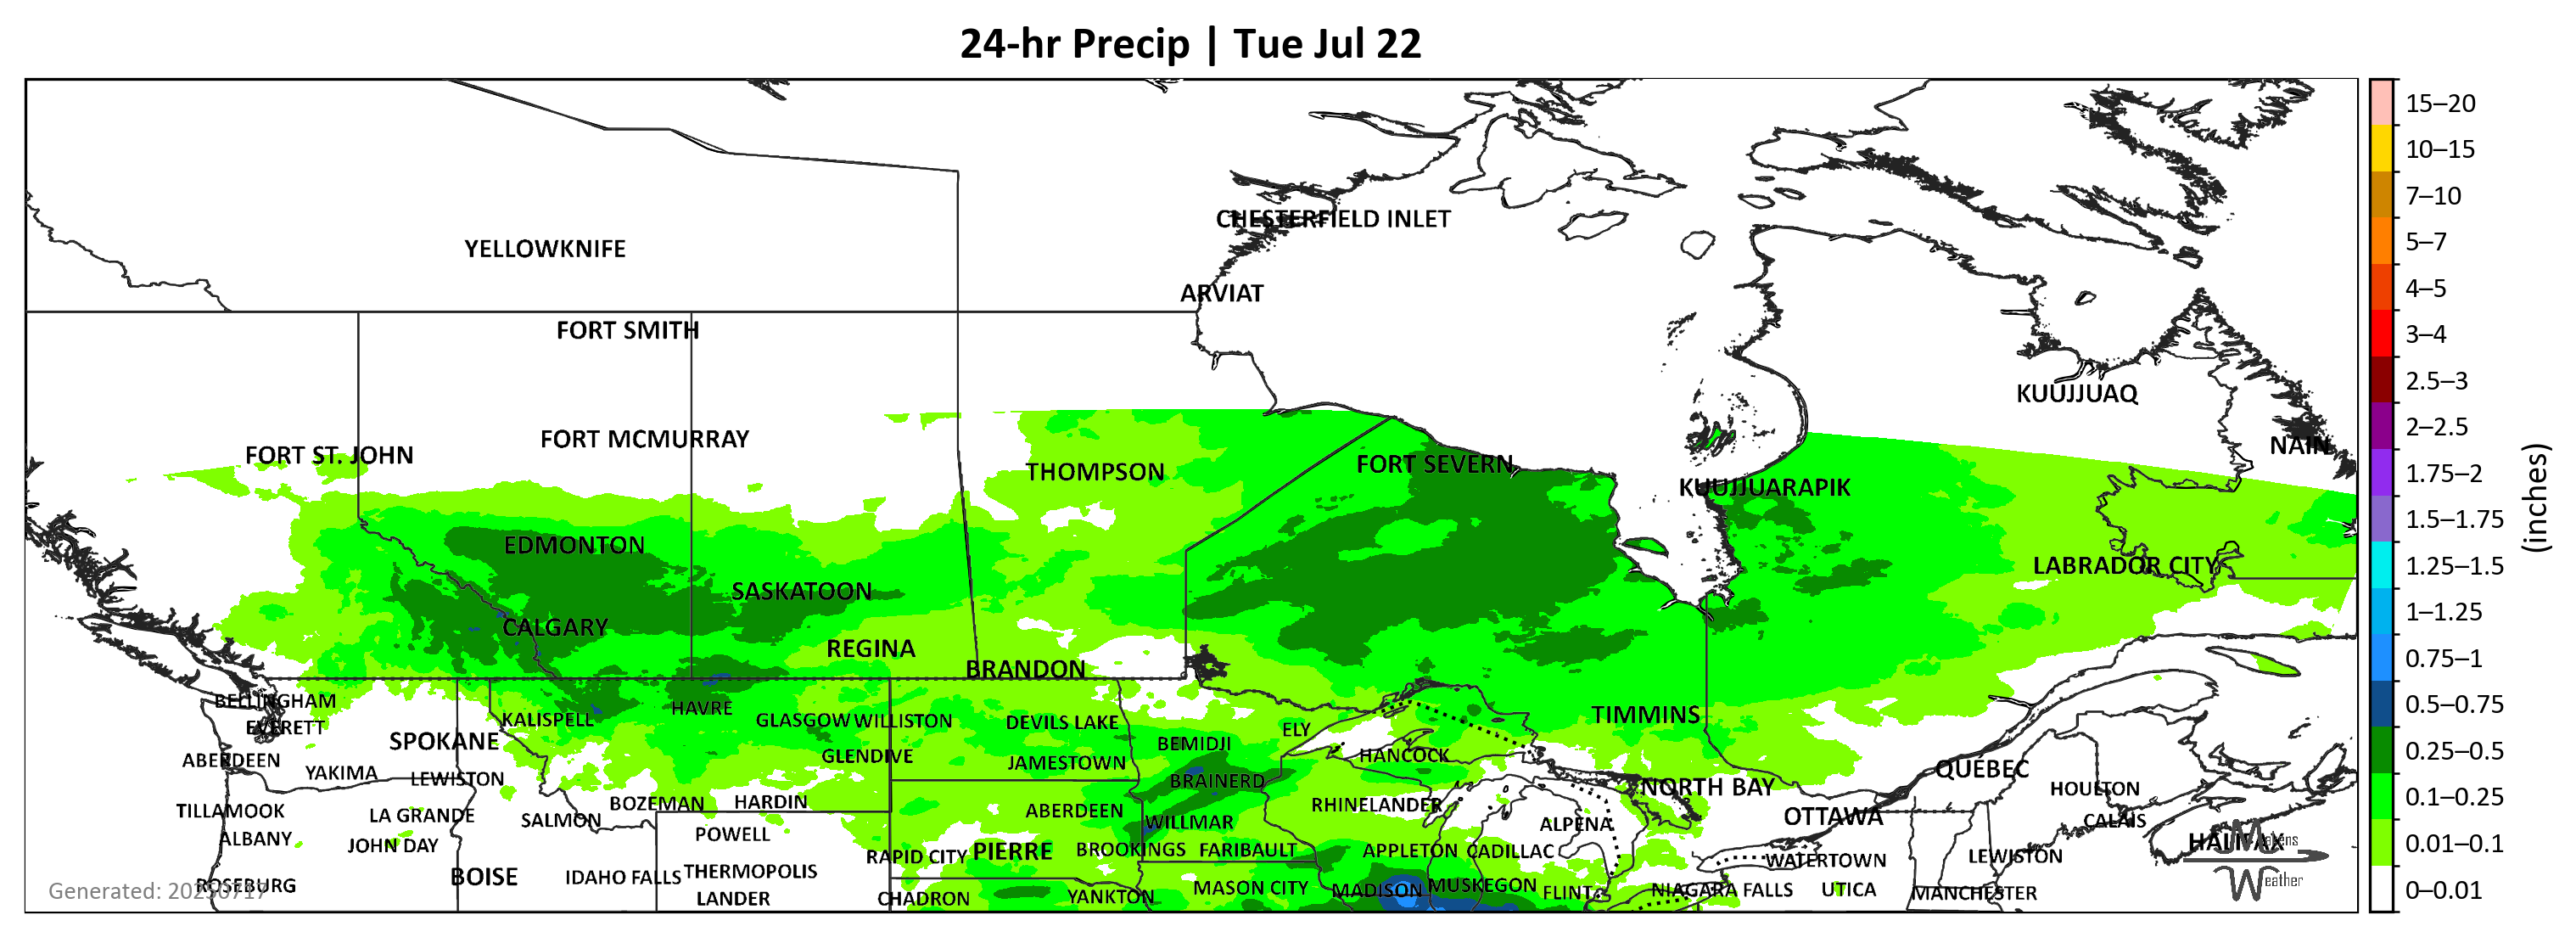 24-hr Precip | Tue Jul 22
CHESTERFIELD INLET
YELLOWKNIFE
ARVIAT
FORT SMITH
KUUJJUAQ
FORT MCMURRAY
NAIN
FORT ST. JOHN
THOMPSON
FORT SEVERN
KUUJJUARAPIK
EDMONTON
LABRADOR CITY
SASKATOON
CALGARY
REGINA
BRANDON
BELLINGHAM
HAVRE
KALISPELL
GLASGOW WILLISTON
DEVILS LAKE
TIMMINS
EVERETT
ELY
SPOKANE
BEMIDJI
GLENDIVE
HANCOCK
ABERDEEN
JAMESTOWN
QUÉBEC
YAKIMA
LEWISTON
BRAINERD
NORTH BAY
HOULTON
BOZEMAN
HARDIN
RHINELANDER
TILLAMOOK
LA GRANDE
SALMON
ABERDEEN
WILLMAR
ALPENA
OTTAWA
CALAIS
ALBANY
JOHN DAY
POWELL
HALIFAX
RAPID CITY
PIERRE
BROOKINGS
FARIBAULT
APPLETON
CADILLAC
WATERTOWN
LEWISTON
BOISE
IDAHO FALLS
THERMOPOLIS
ROSEBURG
Generated: 20250717
LANDER
CHADRON
YANKTON
MASON CITY
MADISON
MUSKEGON
FLINT
NIAGARA FALLS
UTICA
MANCHESTER
Weather
15–20
10–15
7–10
5–7
4–5
3–4
2.5–3
2–2.5
1.75–2
1.5–1.75
1.25–1.5
1–1.25
0.75–1
0.5–0.75
0.25–0.5
0.1–0.25
0.01–0.1
0–0.01
(inches)